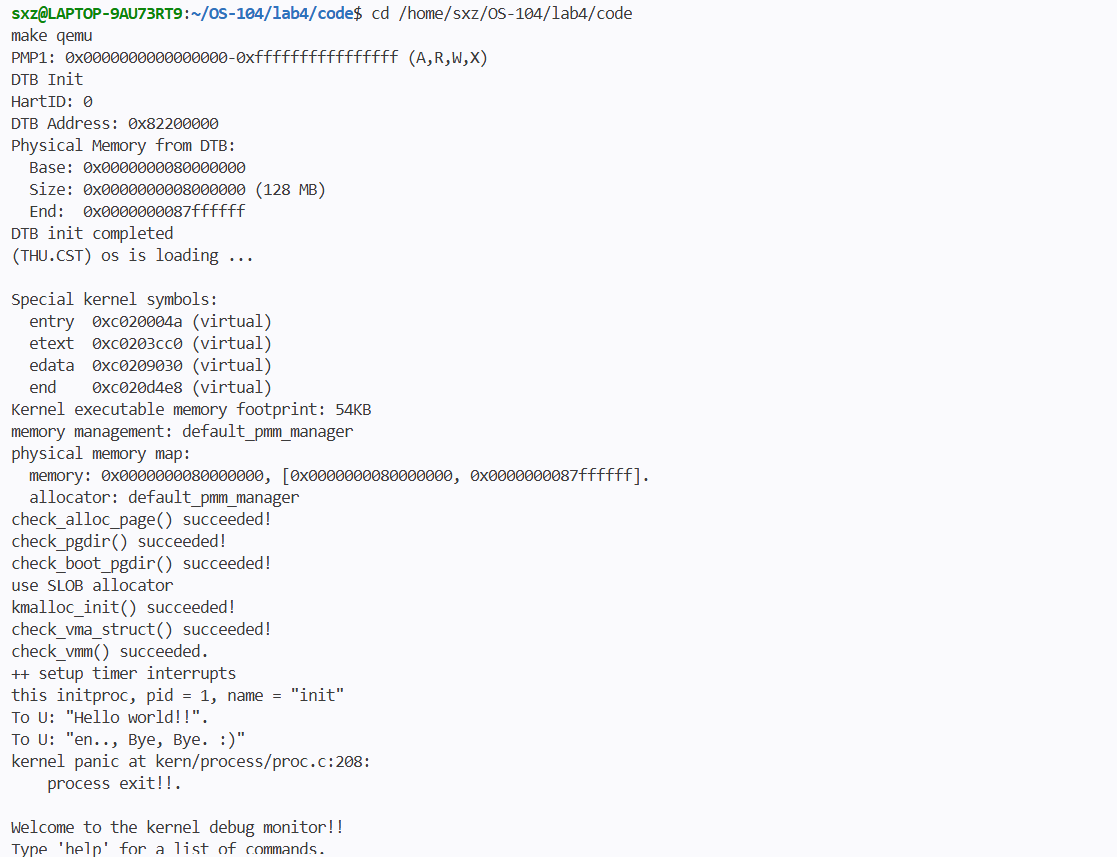 sxz@LAPTOP-9AU73RT9:~/OS-104/lab4/code$ cd /home/sxz/OS-104/lab4/code
make qemu
PMP1: 0x0000000000000000-0xffffffffffffffff (A,R,W,X)
DTB Init
HartID: 0
DTB Address: 0x82200000
Physical Memory from DTB:
  Base: 0x0000000080000000
  Size: 0x0000000008000000 (128 MB)
  End:  0x0000000087ffffff
DTB init completed
(THU.CST) os is loading ...

Special kernel symbols:
  entry  0xc020004a (virtual)
  etext  0xc0203cc0 (virtual)
  edata  0xc0209030 (virtual)
  end    0xc020d4e8 (virtual)
Kernel executable memory footprint: 54KB
memory management: default_pmm_manager
physical memory map:
  memory: 0x0000000080000000, [0x0000000080000000, 0x0000000087ffffff].
  allocator: default_pmm_manager
check_alloc_page() succeeded!
check_pgdir() succeeded!
check_boot_pgdir() succeeded!
use SLOB allocator
kmalloc_init() succeeded!
check_vma_struct() succeeded!
check_vmm() succeeded.
++ setup timer interrupts
this initproc, pid = 1, name = "init"
To U: "Hello world!!".
To U: "en.., Bye, Bye. :)"
kernel panic at kern/process/proc.c:208:
    process exit!!.

Welcome to the kernel debug monitor!!
Type 'help' for a list of commands.